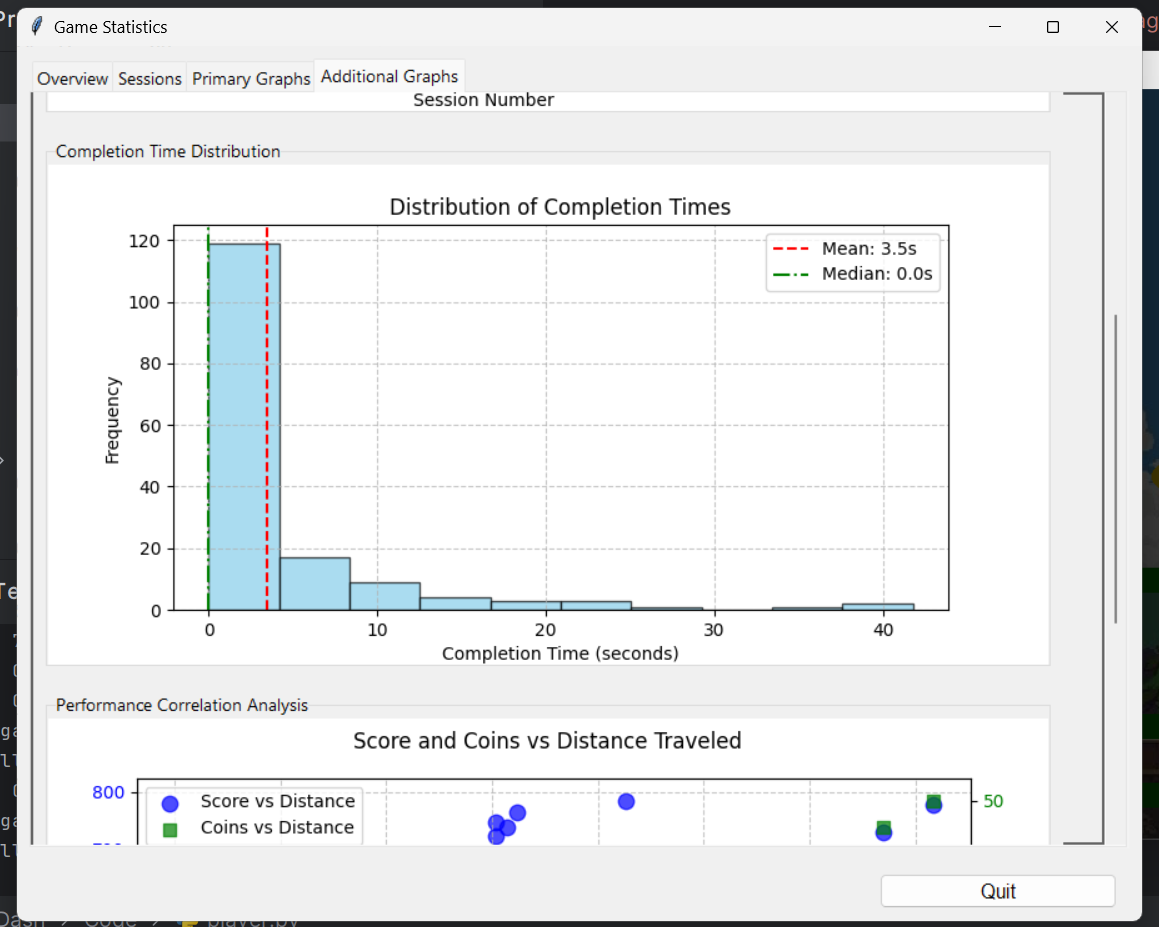 Game Statistics
Overview Sessions Primary Graphs Additional Graphs
Session Number
Completion Time Distribution
Distribution of Completion Times
120
100
80
60
40
20
0
Frequency
Mean: 3.5s
Median: 0.0s
0 10 20 30 40
Completion Time (seconds)
Performance Correlation Analysis
Score and Coins vs Distance Traveled
800
Score vs Distance
Coins vs Distance
50
Quit